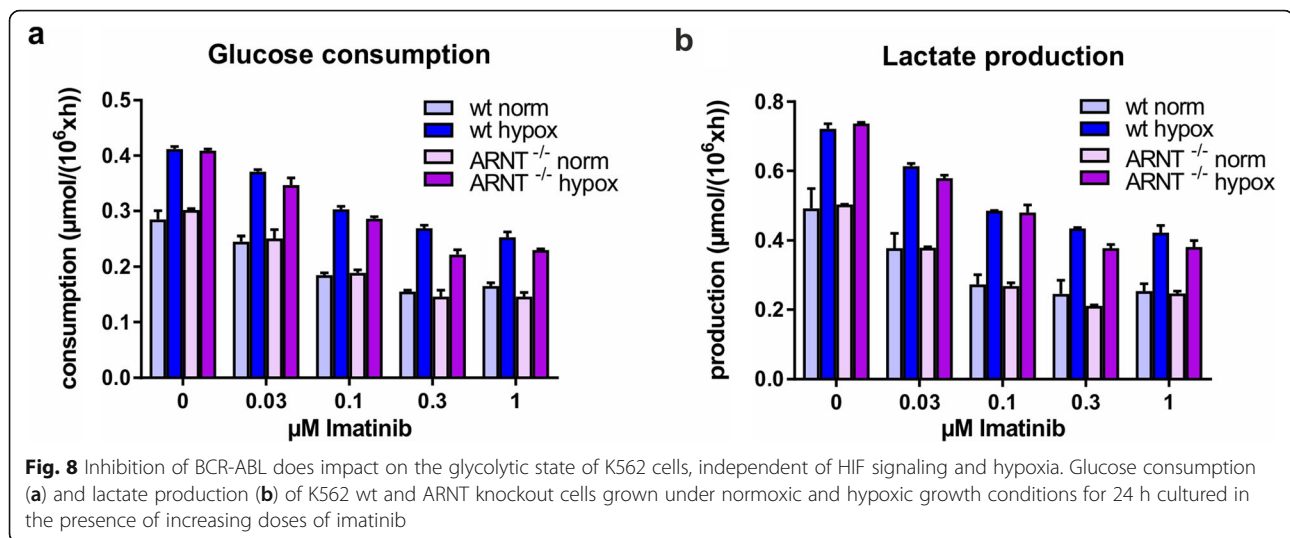 a
Glucose consumption
consumption (µmol/(10⁶xh))
0.5
0.4
0.3
0.2
0.1
0.0
wt norm
wt hypox
ARNT ⁻/⁻ norm
ARNT ⁻/⁻ hypox
0 0.03 0.1 0.3 1
µM Imatinib
b
Lactate production
production (µmol/(10⁶xh))
0.8
0.6
0.4
0.2
0.0
wt norm
wt hypox
ARNT ⁻/⁻ norm
ARNT ⁻/⁻ hypox
0 0.03 0.1 0.3 1
µM Imatinib
Fig. 8 Inhibition of BCR-ABL does impact on the glycolytic state of K562 cells, independent of HIF signaling and hypoxia. Glucose consumption
(a) and lactate production (b) of K562 wt and ARNT knockout cells grown under normoxic and hypoxic growth conditions for 24 h cultured in
the presence of increasing doses of imatinib